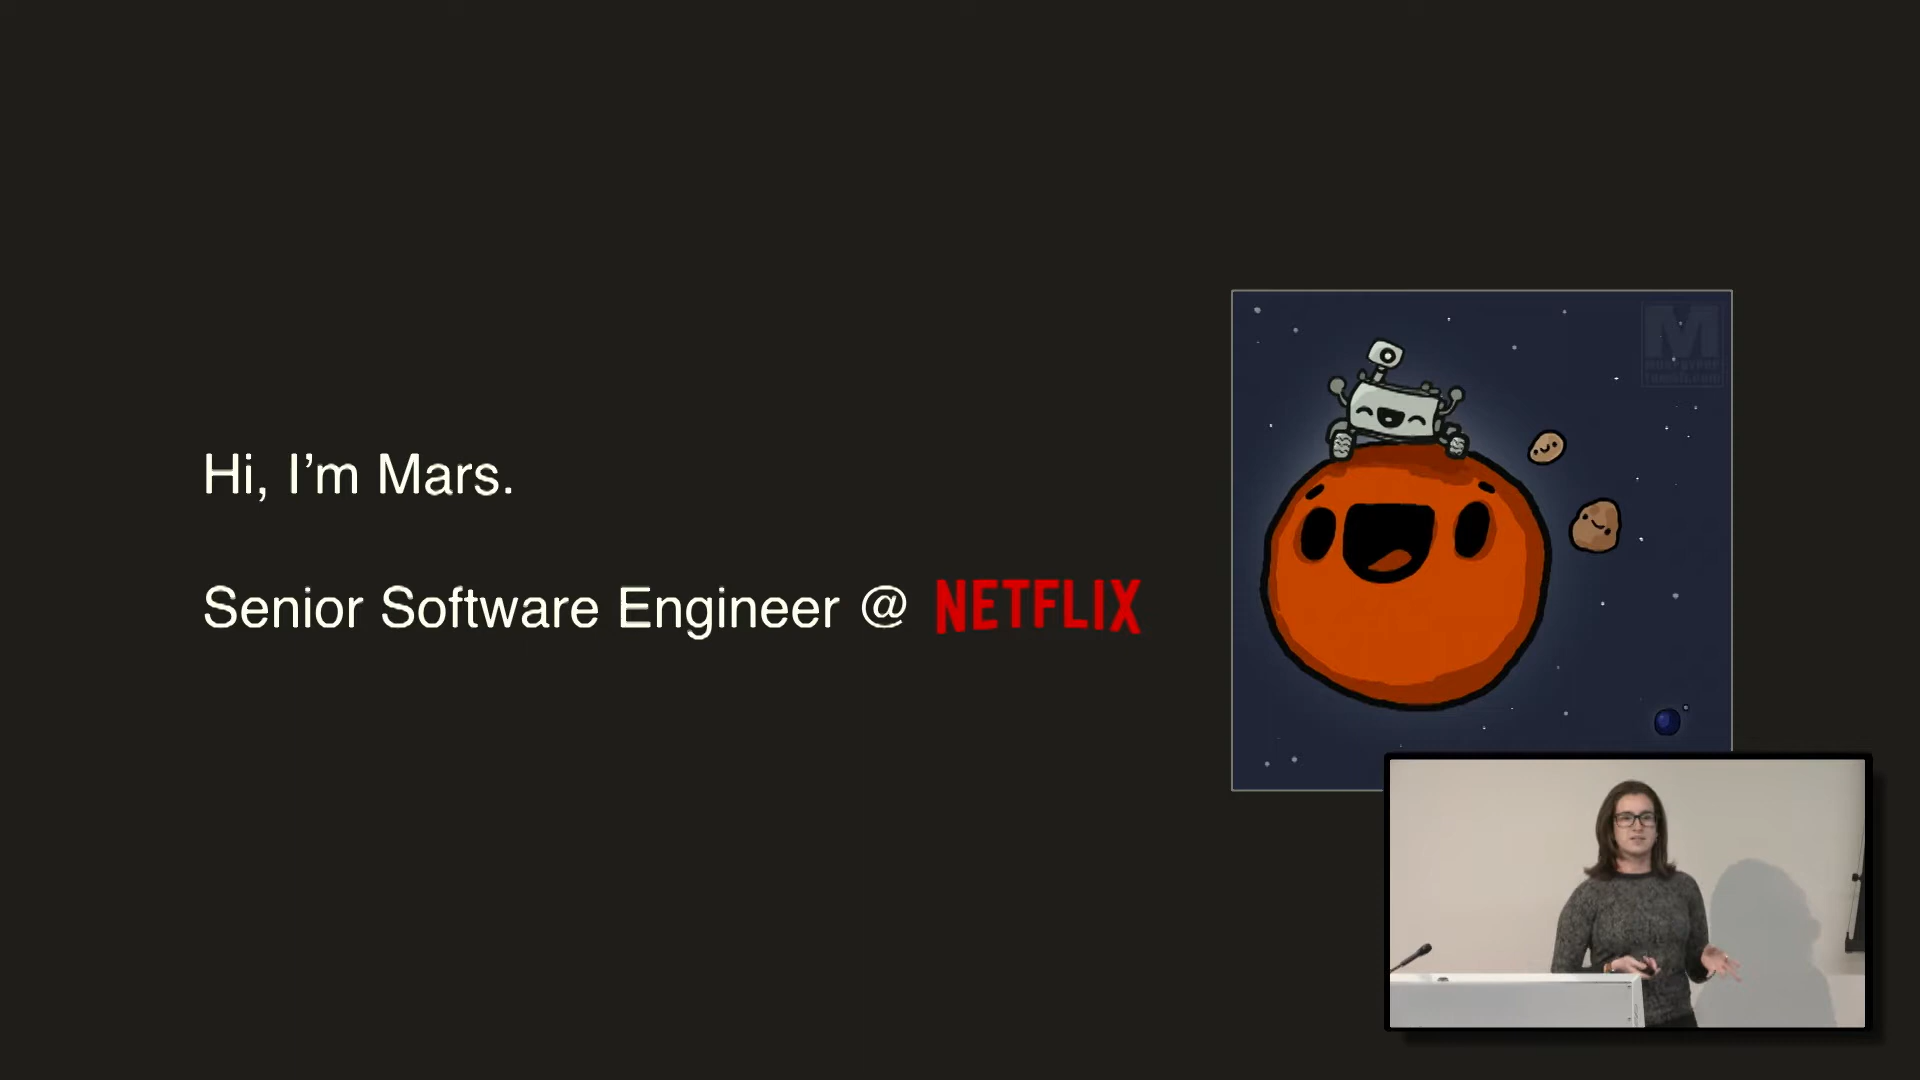 Hi, I’m Mars.
Senior Software Engineer @ NETFLIX
M